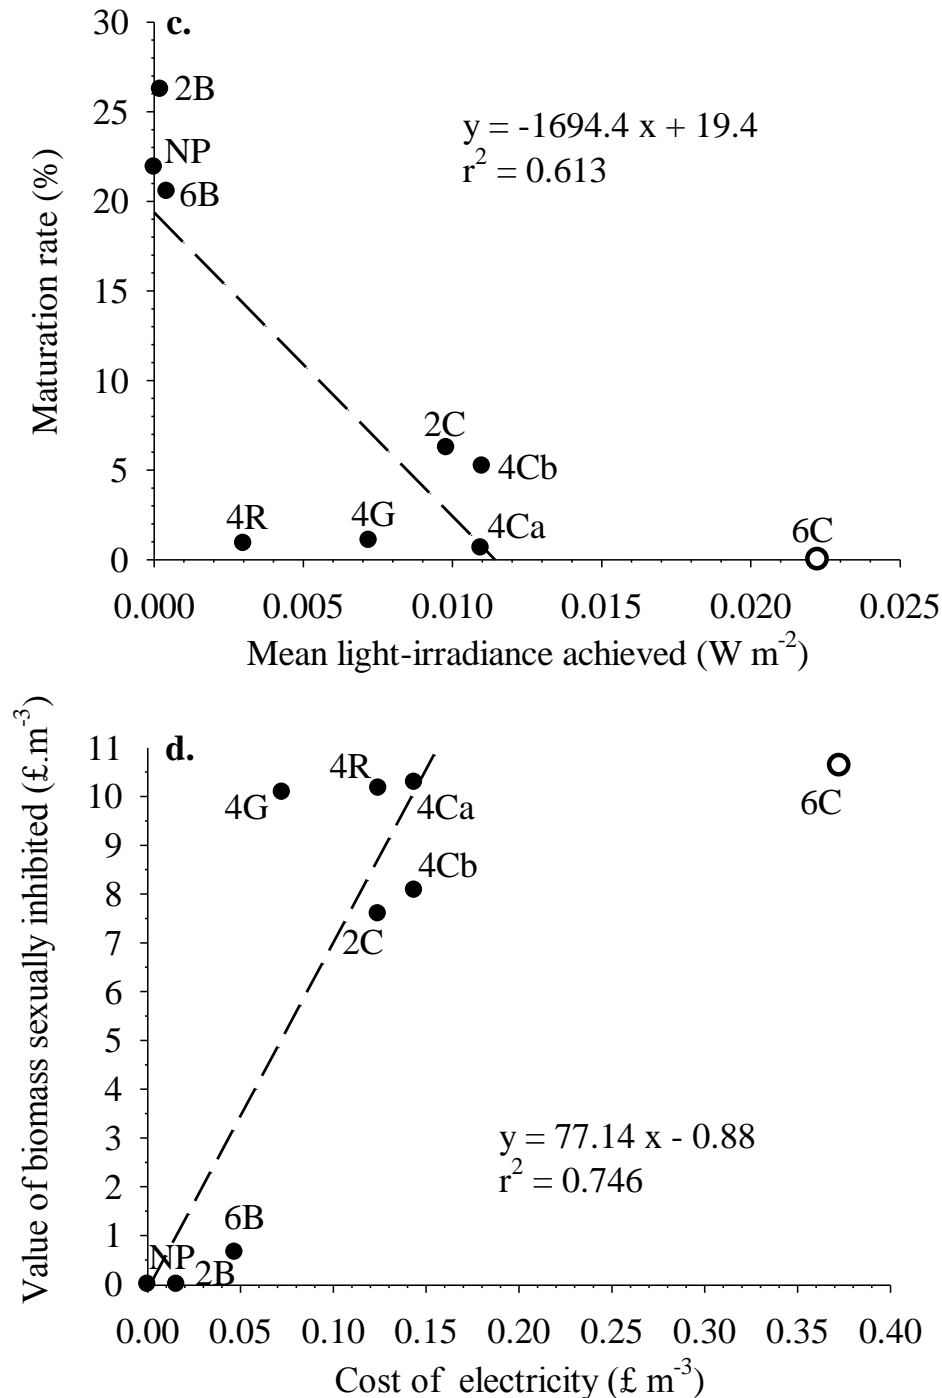 c.
30
25
20
15
10
5
0
Maturation rate (%)
2B
NP
6B
y = -1694.4 x + 19.4
r² = 0.613
2C
4Cb
4R
4G
4Ca
6C
0.000 0.005 0.010 0.015 0.020 0.025
Mean light-irradiance achieved (W m⁻²)
d.
11
10
9
8
7
6
5
4
3
2
1
0
Value of biomass sexually inhibited (£.m⁻³)
4R
4G
4Ca
6C
4Cb
2C
y = 77.14 x - 0.88
r² = 0.746
6B
NP
2B
0.00 0.05 0.10 0.15 0.20 0.25 0.30 0.35 0.40
Cost of electricity (£ m⁻³)